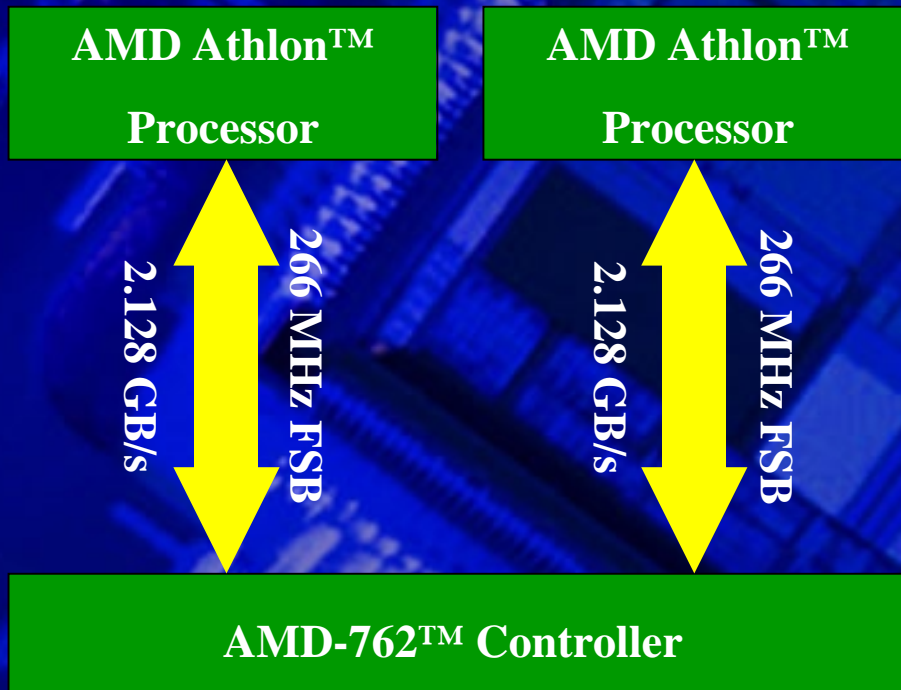 AMD Athlon™
Processor
AMD Athlon™
Processor
2.128 GB/s
266 MHz FSB
2.128 GB/s
266 MHz FSB
AMD-762™ Controller